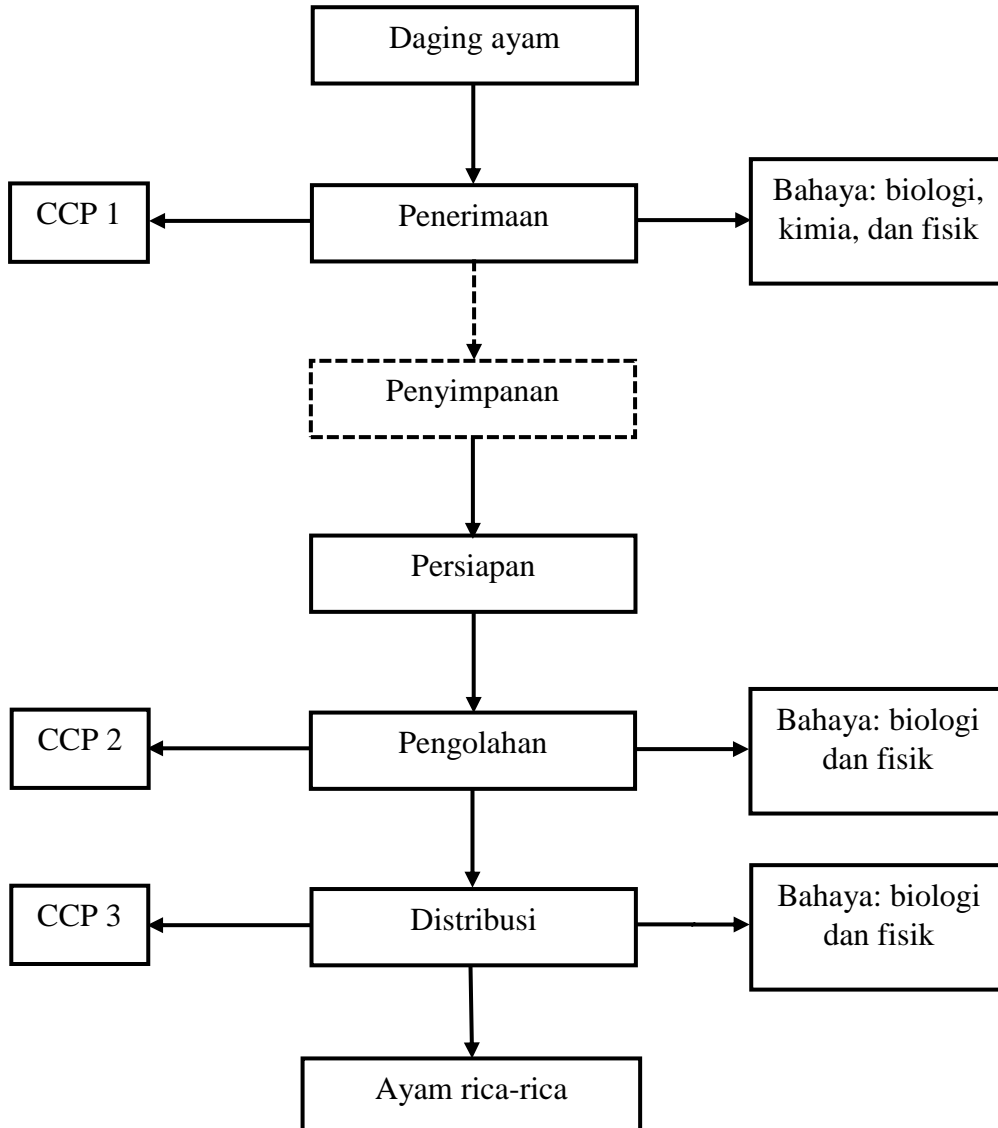 Daging ayam
CCP 1
Penerimaan
Bahaya: biologi,
kimia, dan fisik
Penyimpanan
Persiapan
CCP 2
Pengolahan
Bahaya: biologi
dan fisik
CCP 3
Distribusi
Bahaya: biologi
dan fisik
Ayam rica-rica